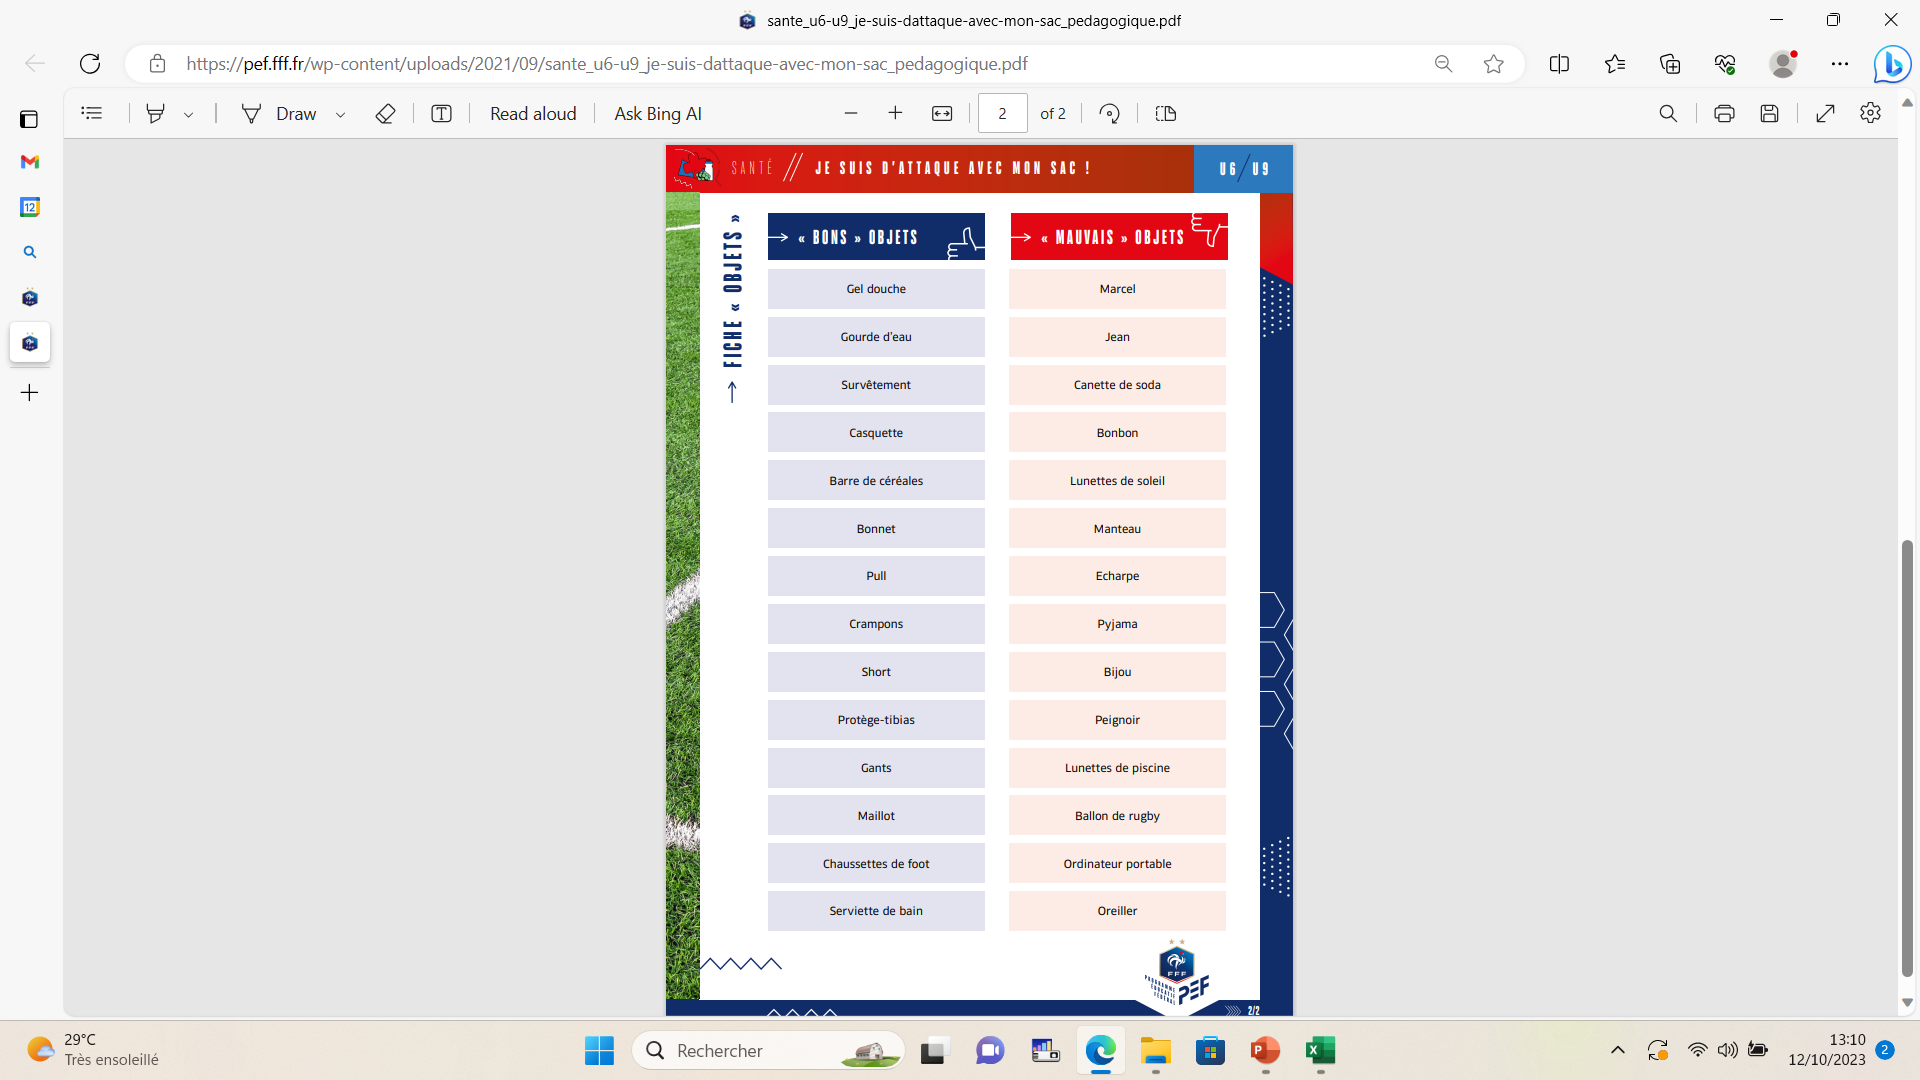 sante_u6-u9_je-suis-dattaque-avec-mon-sac_pedagogique.pdf
https://pef.fff.fr/wp-content/uploads/2021/09/sante_u6-u9_je-suis-dattaque-avec-mon-sac_pedagogique.pdf
Draw
Read aloud
Ask Bing AI
2
of 2
12
SANTÉ // JE SUIS D'ATTAQUE AVEC MON SAC !
U6/U9
FICHE « OBJETS »
« BONS » OBJETS
« MAUVAIS » OBJETS
Gel douche
Marcel
Gourde d'eau
Jean
Survêtement
Canette de soda
Casquette
Bonbon
Barre de céréales
Lunettes de soleil
Bonnet
Manteau
Pull
Echarpe
Crampons
Pyjama
Short
Bijou
Protège-tibias
Peignoir
Gants
Lunettes de piscine
Maillot
Ballon de rugby
Chaussettes de foot
Ordinateur portable
Serviette de bain
Oreiller
FFF
PROGRAMME
EDUCATIF
FÉDÉRAL
PEF
2/2
29°C
Très ensoleillé
Rechercher
13:10
12/10/2023
2